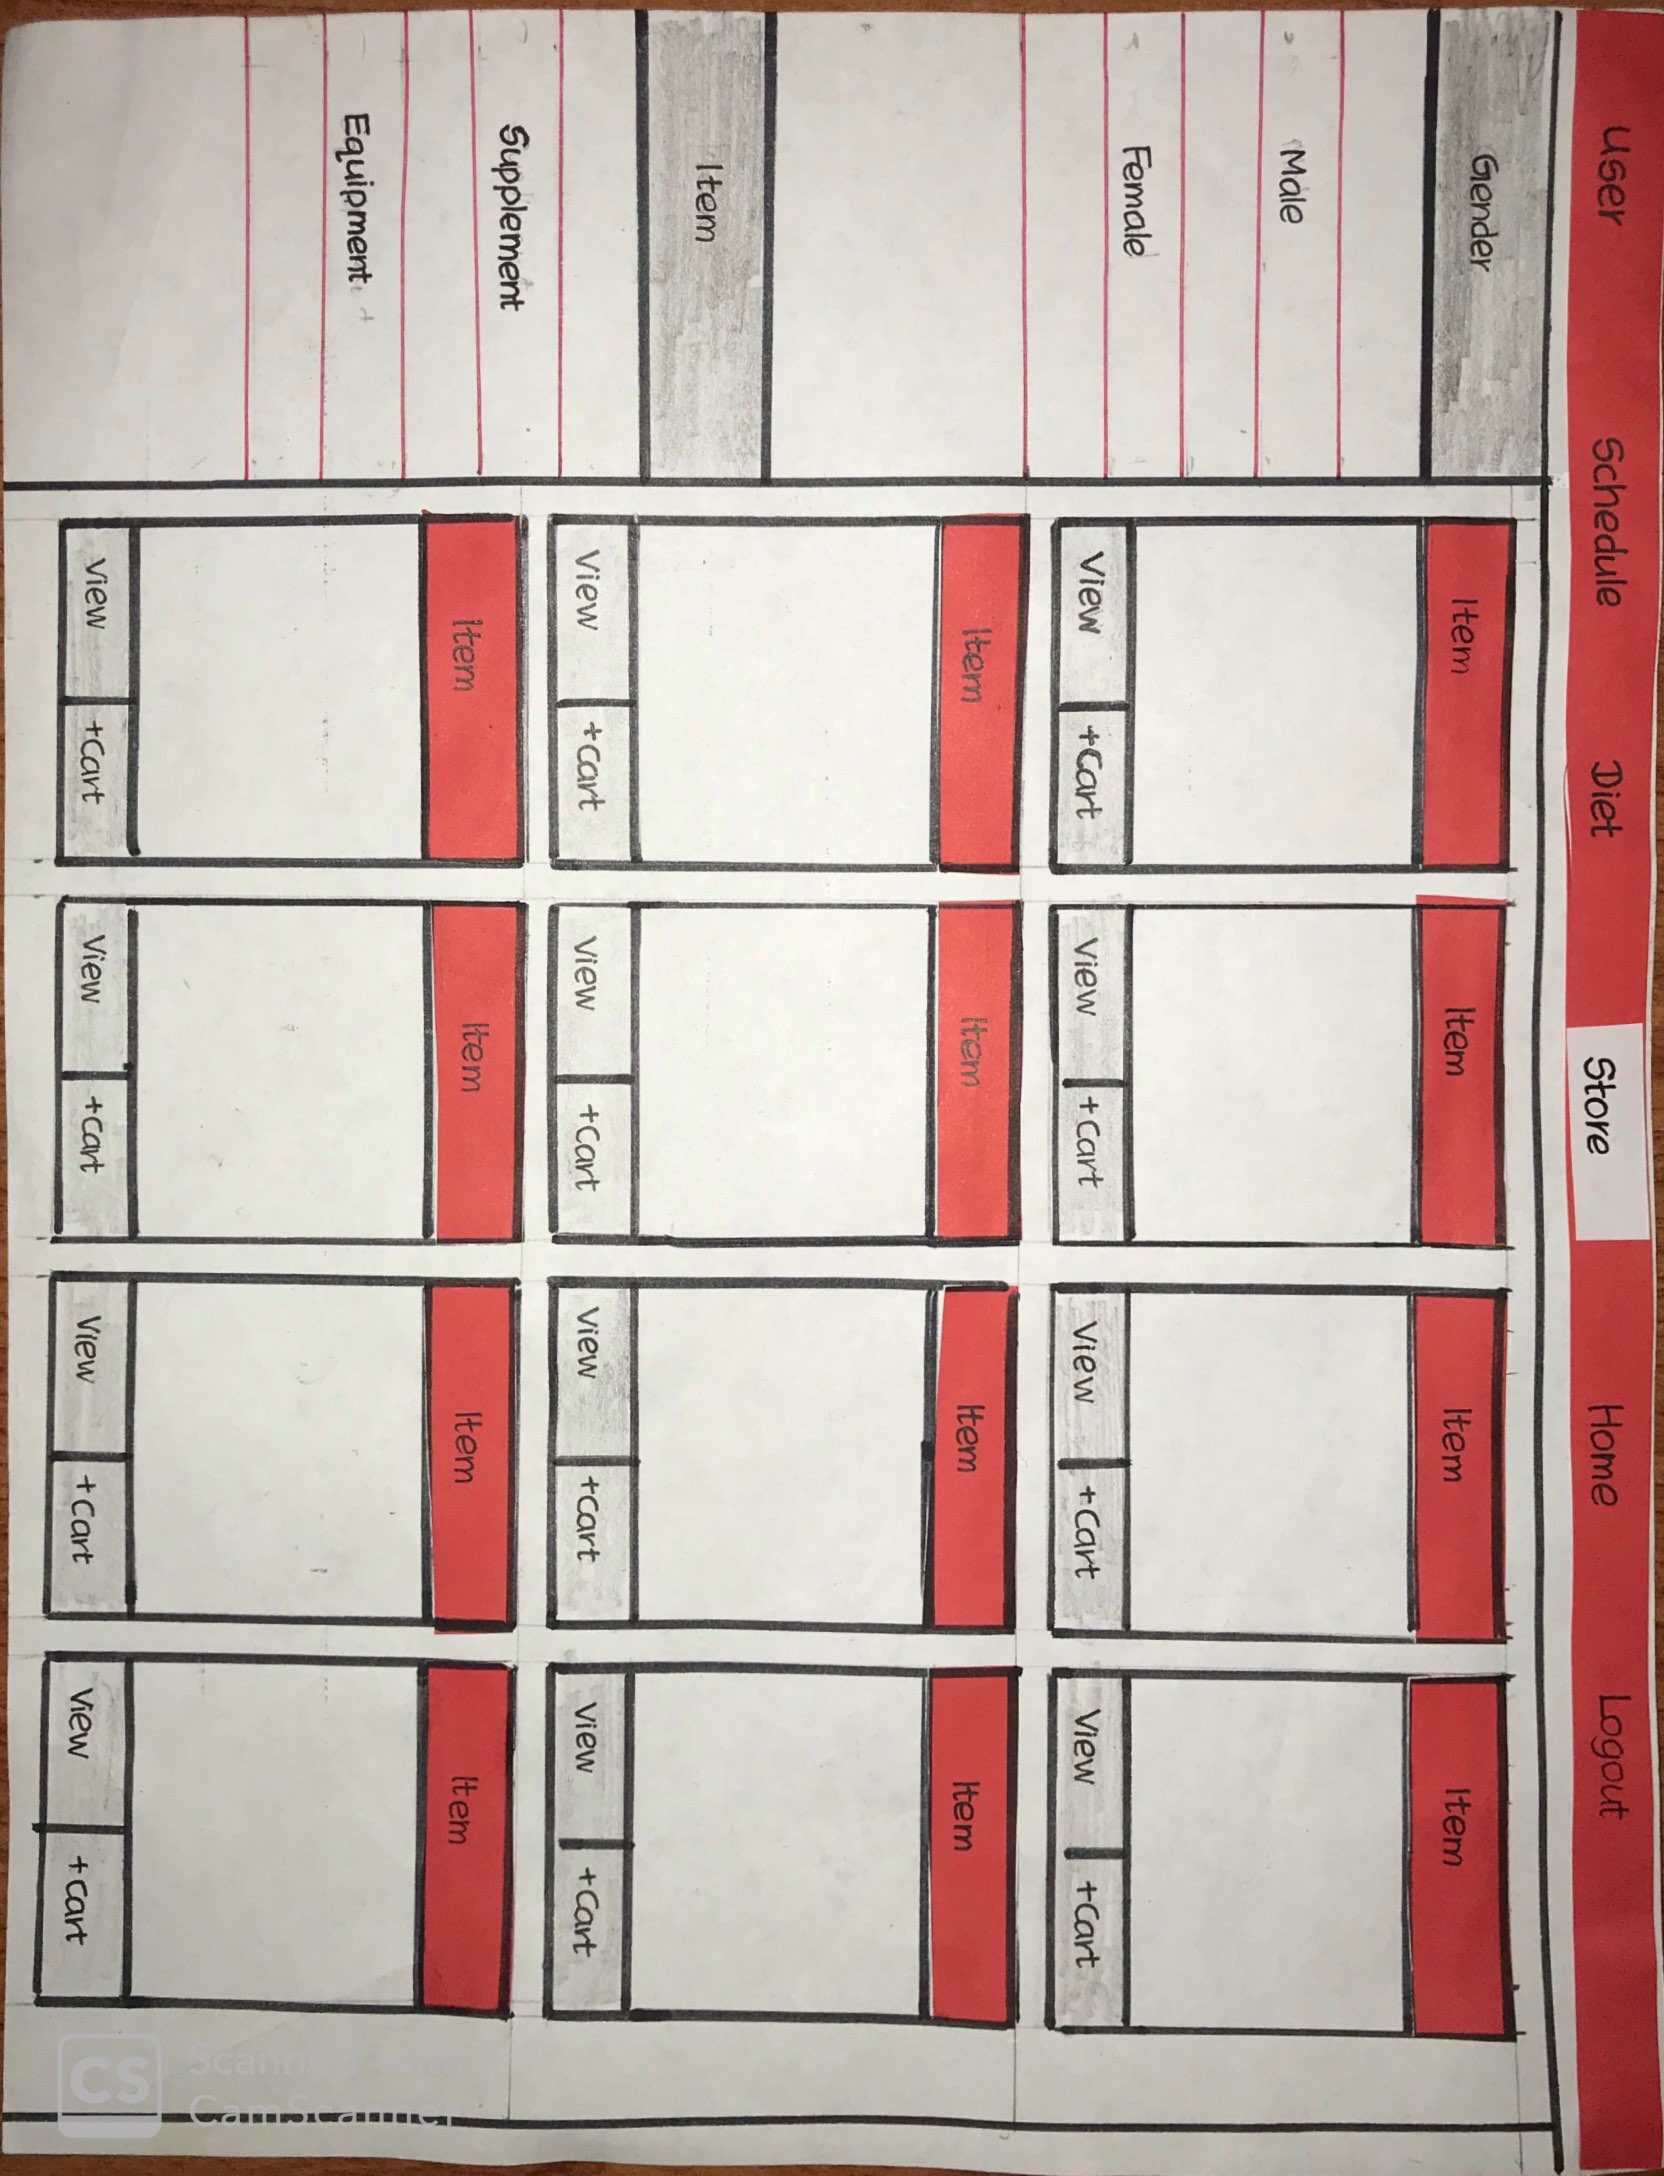 User Schedule Diet Store Home Logout
Gender
Male
Female
Item
Supplement
Equipment
Item Item Item Item
View +Cart View +Cart View +Cart View +Cart
Item Item Item Item
View +Cart View +Cart View +Cart View +Cart
Item Item Item Item
View +Cart View +Cart View +Cart View +Cart
CS
Scanned
CamScanner